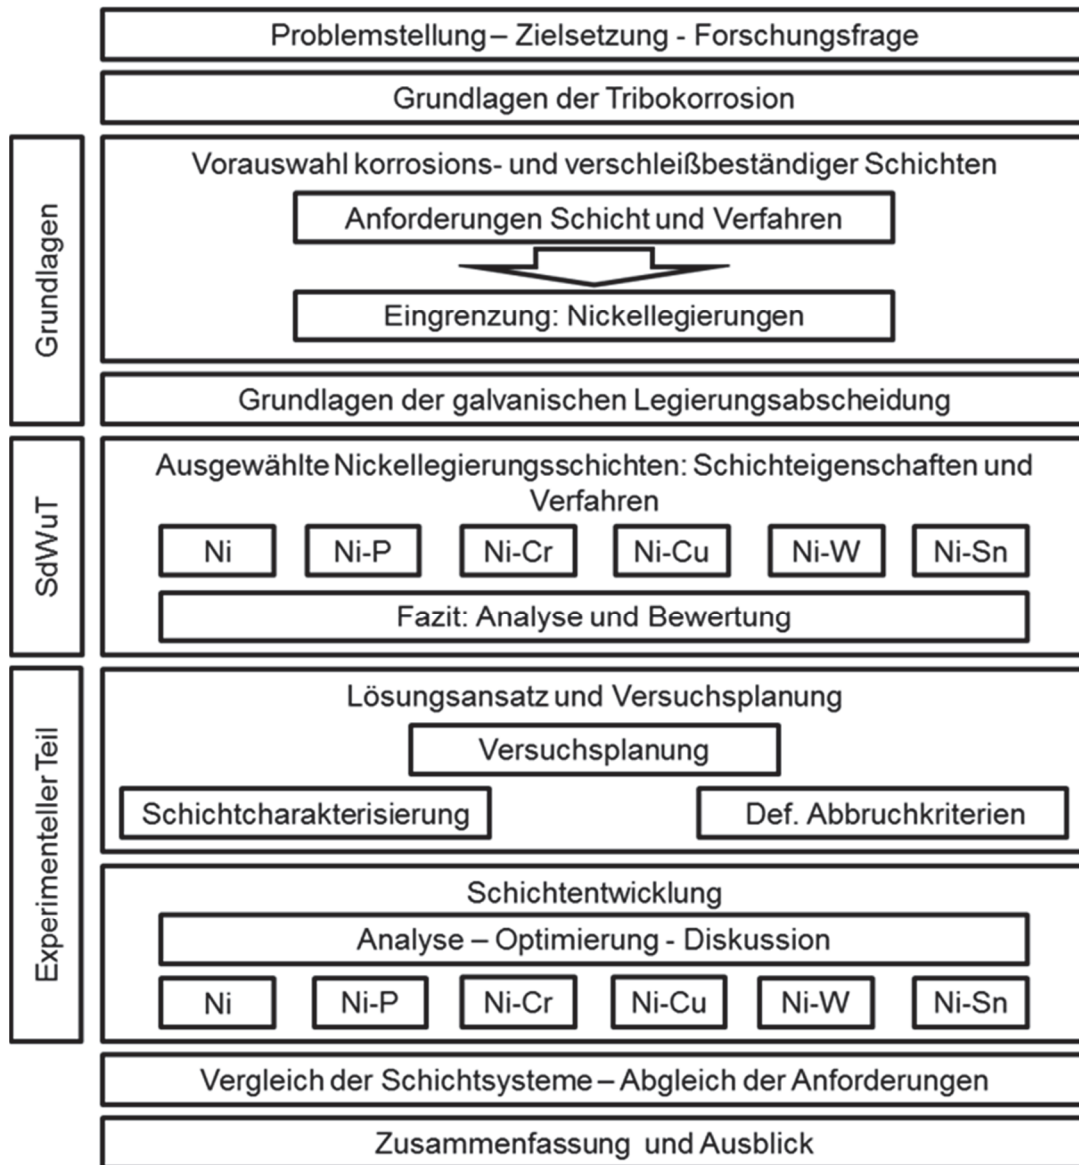 Problemstellung – Zielsetzung - Forschungsfrage
Grundlagen der Tribokorrosion
Grundlagen
Vorauswahl korrosions- und verschleißbeständiger Schichten
Anforderungen Schicht und Verfahren
Eingrenzung: Nickellegierungen
Grundlagen der galvanischen Legierungsabscheidung
SdWuT
Ausgewählte Nickellegierungsschichten: Schichteigenschaften und
Verfahren
Ni Ni-P Ni-Cr Ni-Cu Ni-W Ni-Sn
Fazit: Analyse und Bewertung
Experimenteller Teil
Lösungsansatz und Versuchsplanung
Versuchsplanung
Schichtcharakterisierung Def. Abbruchkriterien
Schichtentwicklung
Analyse – Optimierung - Diskussion
Ni Ni-P Ni-Cr Ni-Cu Ni-W Ni-Sn
Vergleich der Schichtsysteme – Abgleich der Anforderungen
Zusammenfassung und Ausblick